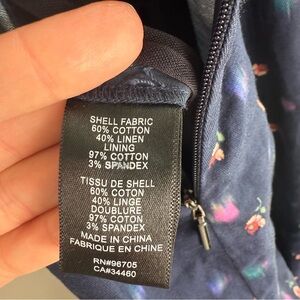 SHELL FABRIC
60% COTTON
40% LINEN
LINING
97% COTTON
3% SPANDEX
TISSU DE SHELL
60% COTON
40% LINGE
DOUBLURE
97% COTON
3% SPANDEX
MADE IN CHINA
FABRIQUE EN CHINE
RN#96705
CA#34460